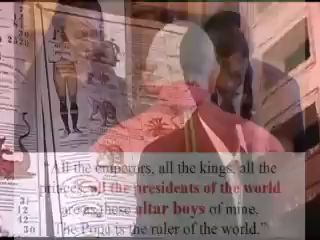 "All the emperors, all the kings, all the
princes, all the presidents of the world
are as these altar boys of mine.
The Pope is the ruler of the world."